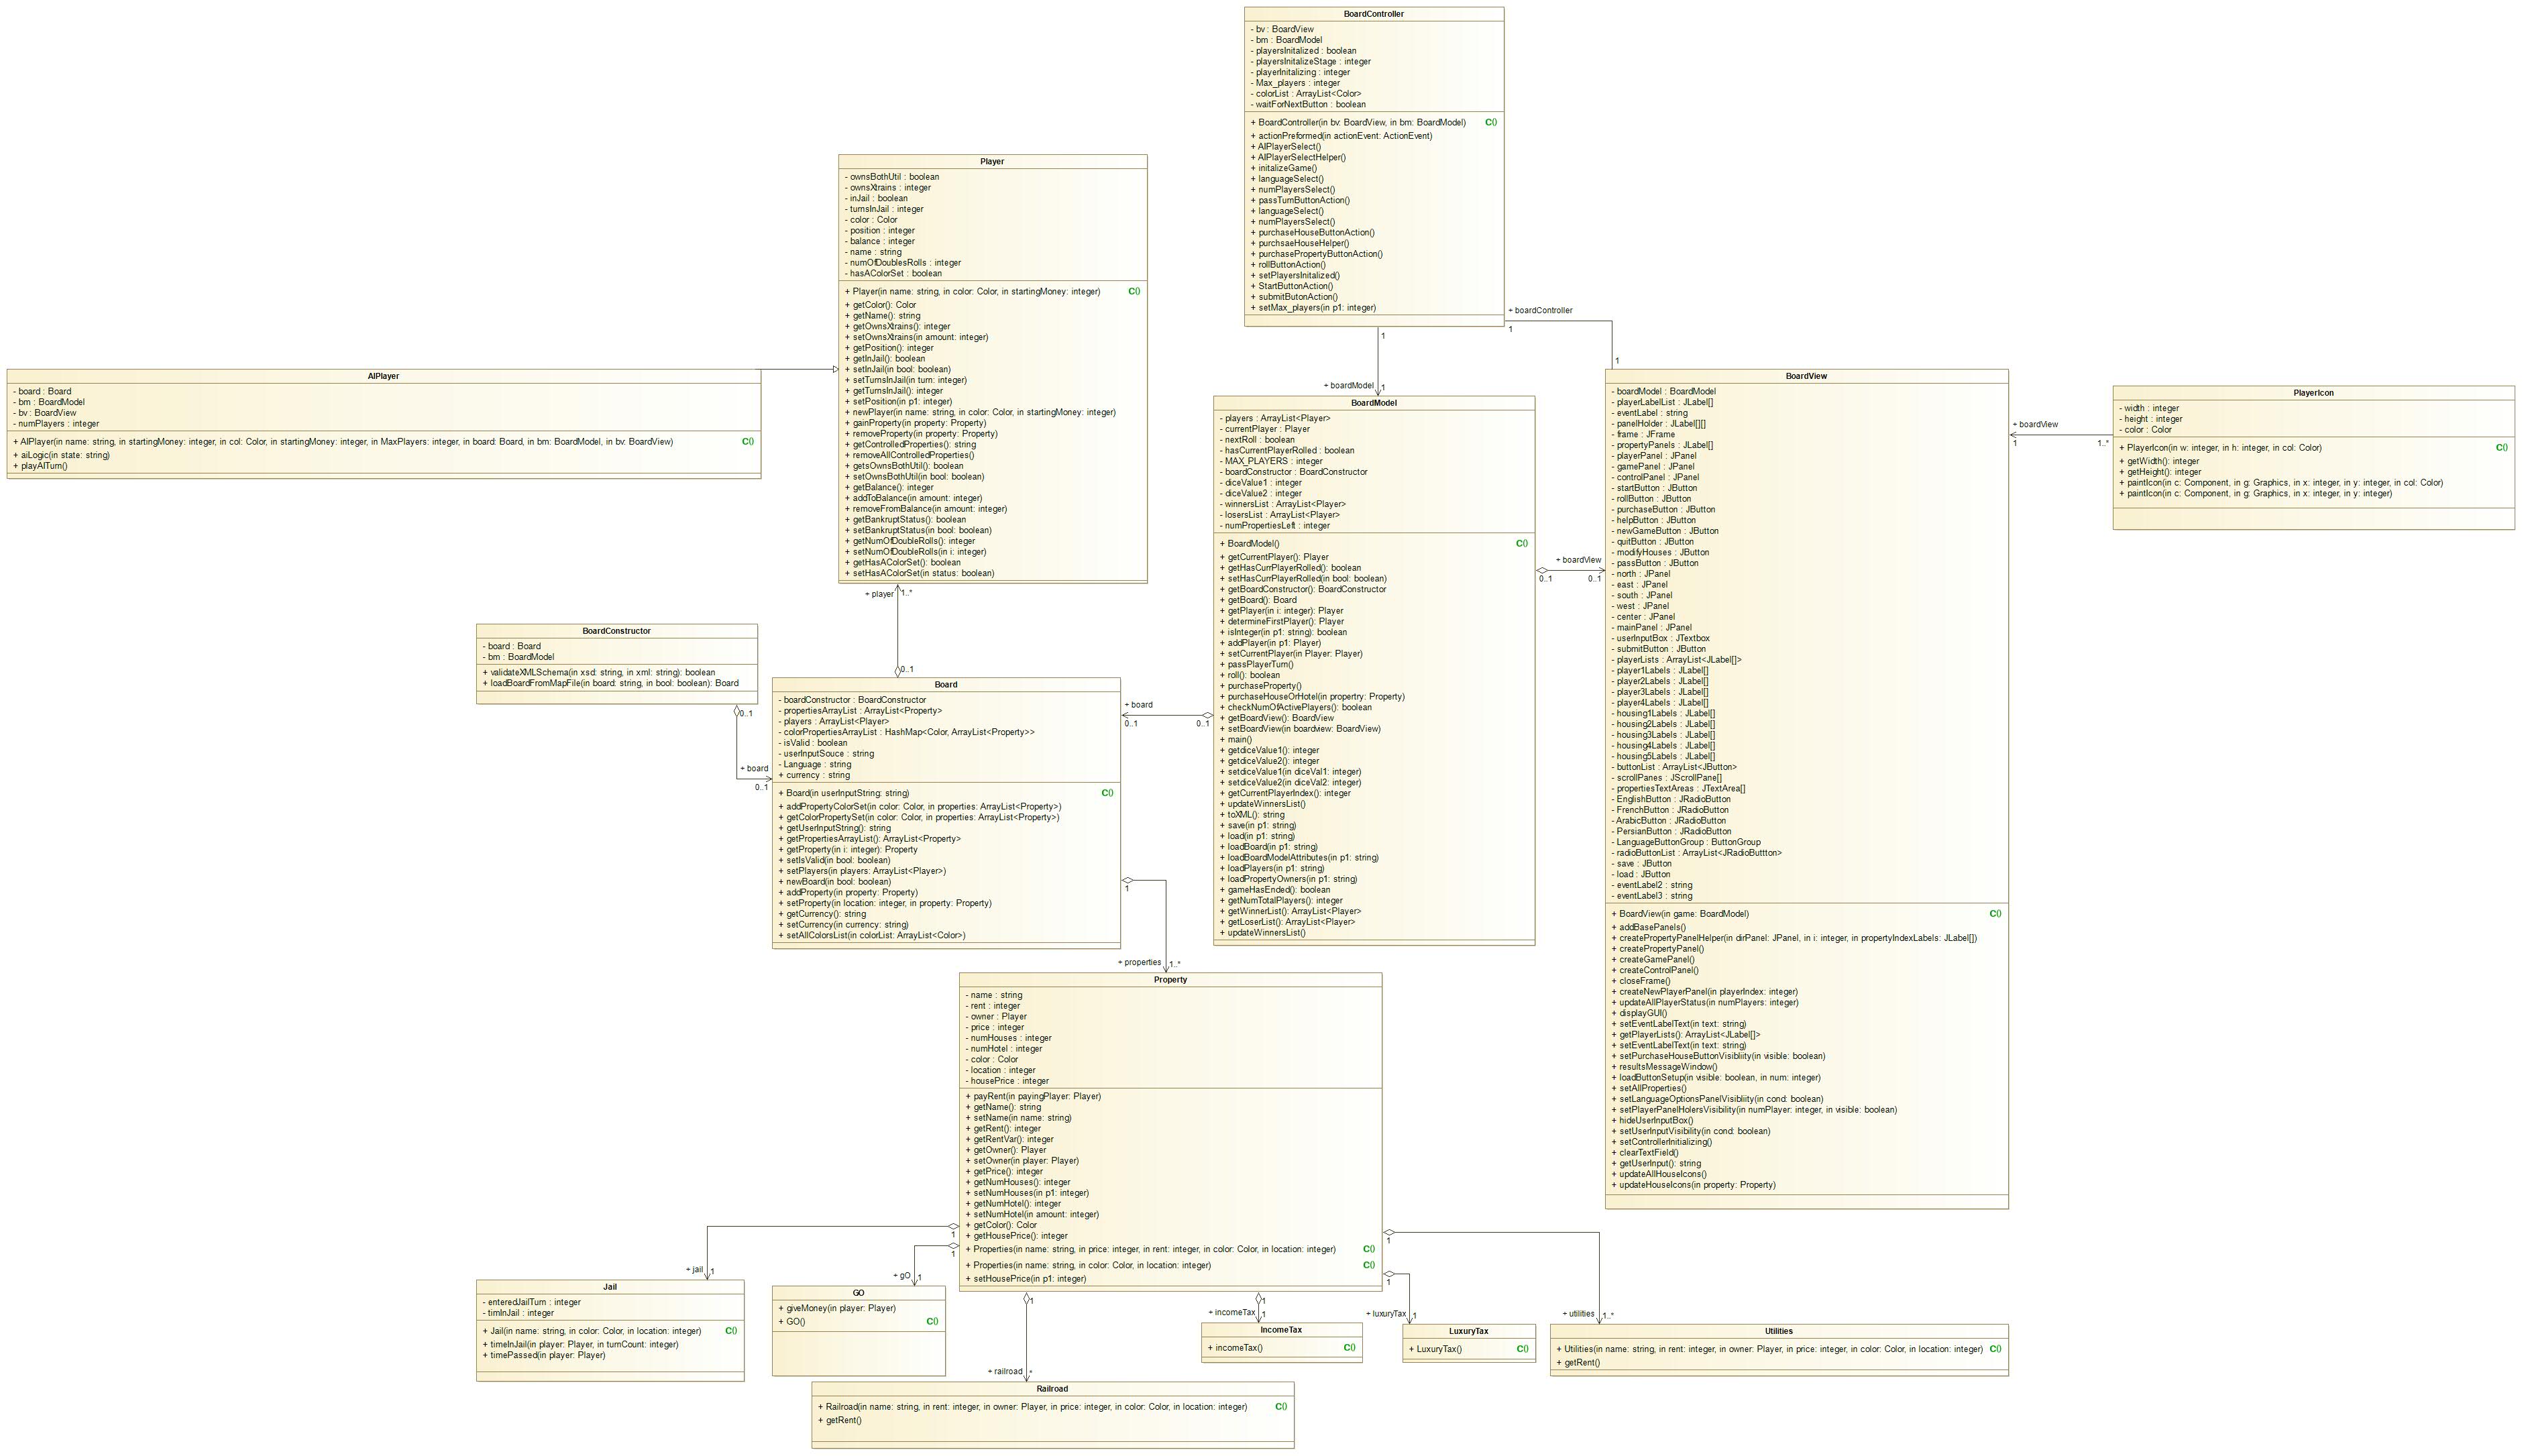 BoardController
- bv : BoardView
- bm : BoardModel
- playersInitalized : boolean
- playersInitalizeStage : integer
- playerInitalizing : integer
- Max_players : integer
- colorList : ArrayList<Color>
- waitForNextButton : boolean
+ BoardController(in bv: BoardView, in bm: BoardModel) C()
+ actionPreformed(in actionEvent: ActionEvent)
+ AIPlayerSelect()
+ AIPlayerSelectHelper()
+ initalizeGame()
+ languageSelect()
+ numPlayersSelect()
+ passTurnButtonAction()
+ languageSelect()
+ numPlayersSelect()
+ purchaseHouseButtonAction()
+ purchsaeHouseHelper()
+ purchasePropertyButtonAction()
+ rollButtonAction()
+ setPlayersInitalized()
+ StartButtonAction()
+ submitButonAction()
+ setMax_players(in p1: integer)
+ boardController
1
1
1
+ boardModel
1
Player
- ownsBothUtil : boolean
- ownsXtrains : integer
- inJail : boolean
- turnsInJail : integer
- color : Color
- position : integer
- balance : integer
- name : string
- numOfDoublesRolls : integer
- hasAColorSet : boolean
+ Player(in name: string, in color: Color, in startingMoney: integer) C()
+ getColor(): Color
+ getName(): string
+ getOwnsXtrains(): integer
+ setOwnsXtrains(in amount: integer)
+ getPosition(): integer
+ getInJail(): boolean
+ setInJail(in bool: boolean)
+ setTurnsInJail(in turn: integer)
+ getTurnsInJail(): integer
+ setPosition(in p1: integer)
+ newPlayer(in name: string, in color: Color, in startingMoney: integer)
+ gainProperty(in property: Property)
+ removeProperty(in property: Property)
+ getControlledProperties(): string
+ removeAllControlledProperties()
+ getsOwnsBothUtil(): boolean
+ setOwnsBothUtil(in bool: boolean)
+ getBalance(): integer
+ addToBalance(in amount: integer)
+ removeFromBalance(in amount: integer)
+ getBankruptStatus(): boolean
+ setBankruptStatus(in bool: boolean)
+ getNumOfDoubleRolls(): integer
+ setNumOfDoubleRolls(in i: integer)
+ getHasAColorSet(): boolean
+ setHasAColorSet(in status: boolean)
+ player
1..*
0..1
AIPlayer
- board : Board
- bm : BoardModel
- bv : BoardView
- numPlayers : integer
+ AIPlayer(in name: string, in startingMoney: integer, in col: Color, in startingMoney: integer, in MaxPlayers: integer, in board: Board, in bm: BoardModel, in bv: BoardView) C()
+ aiLogic(in state: string)
+ playAITurn()
BoardModel
- players : ArrayList<Player>
- currentPlayer : Player
- nextRoll : boolean
- hasCurrentPlayerRolled : boolean
- MAX_PLAYERS : integer
- boardConstructor : BoardConstructor
- diceValue1 : integer
- diceValue2 : integer
- winnersList : ArrayList<Player>
- losersList : ArrayList<Player>
- numPropertiesLeft : integer
+ BoardModel() C()
+ getCurrentPlayer(): Player
+ getHasCurrPlayerRolled(): boolean
+ setHasCurrPlayerRolled(in bool: boolean)
+ getBoardConstructor(): BoardConstructor
+ getBoard(): Board
+ getPlayer(in i: integer): Player
+ determineFirstPlayer(): Player
+ isInteger(in p1: string): boolean
+ addPlayer(in p1: Player)
+ setCurrentPlayer(in Player: Player)
+ passPlayerTurn()
+ roll(): boolean
+ purchaseProperty()
+ purchaseHouseOrHotel(in propertry: Property)
+ checkNumOfActivePlayers(): boolean
+ getBoardView(): BoardView
+ setBoardView(in boardview: BoardView)
+ main()
+ getdiceValue1(): integer
+ getdiceValue2(): integer
+ setdiceValue1(in diceVal1: integer)
+ setdiceValue2(in diceVal2: integer)
+ getCurrentPlayerIndex(): integer
+ updateWinnersList()
+ toXML(): string
+ save(in p1: string)
+ load(in p1: string)
+ loadBoard(in p1: string)
+ loadBoardModelAttributes(in p1: string)
+ loadPlayers(in p1: string)
+ loadPropertyOwners(in p1: string)
+ gameHasEnded(): boolean
+ getNumTotalPlayers(): integer
+ getWinnerList(): ArrayList<Player>
+ getLoserList(): ArrayList<Player>
+ updateWinnersList()
+ boardView
0..1
0..1
BoardView
- boardModel : BoardModel
- playerLabelList : JLabel[]
- eventLabel : string
- panelHolder : JLabel[][]
- frame : JFrame
- propertyPanels : JLabel[]
- playerPanel : JPanel
- gamePanel : JPanel
- controlPanel : JPanel
- startButton : JButton
- rollButton : JButton
- purchaseButton : JButton
- helpButton : JButton
- newGameButton : JButton
- quitButton : JButton
- modifyHouses : JButton
- passButton : JButton
- north : JPanel
- east : JPanel
- south : JPanel
- west : JPanel
- center : JPanel
- mainPanel : JPanel
- userInputBox : JTextbox
- submitButton : JButton
- playerLists : ArrayList<JLabel[]>
- player1Labels : JLabel[]
- player2Labels : JLabel[]
- player3Labels : JLabel[]
- player4Labels : JLabel[]
- housing1Labels : JLabel[]
- housing2Labels : JLabel[]
- housing3Labels : JLabel[]
- housing4Labels : JLabel[]
- housing5Labels : JLabel[]
- buttonList : ArrayList<JButton>
- scrollPanes : JScrollPane[]
- propertiesTextAreas : JTextArea[]
- EnglishButton : JRadioButton
- FrenchButton : JRadioButton
- ArabicButton : JRadioButton
- PersianButton : JRadioButton
- LanguageButtonGroup : ButtonGroup
- radioButtonList : ArrayList<JRadioButtton>
- save : JButton
- load : JButton
- eventLabel2 : string
- eventLabel3 : string
+ BoardView(in game: BoardModel) C()
+ addBasePanels()
+ createPropertyPanelHelper(in dirPanel: JPanel, in i: integer, in propertyIndexLabels: JLabel[])
+ createPropertyPanel()
+ createGamePanel()
+ createControlPanel()
+ closeFrame()
+ createNewPlayerPanel(in playerIndex: integer)
+ updateAllPlayerStatus(in numPlayers: integer)
+ displayGUI()
+ setEventLabelText(in text: string)
+ getPlayerLists(): ArrayList<JLabel[]>
+ setEventLabelText(in text: string)
+ setPurchaseHouseButtonVisibliity(in visible: boolean)
+ resultsMessageWindow()
+ loadButtonSetup(in visible: boolean, in num: integer)
+ setAllProperties()
+ setLanguageOptionsPanelVisibliity(in cond: boolean)
+ setPlayerPanelHolersVisibility(in numPlayer: integer, in visible: boolean)
+ hideUserInputBox()
+ setUserInputVisibility(in cond: boolean)
+ setControllerInitializing()
+ clearTextField()
+ getUserInput(): string
+ updateAllHouseIcons()
+ updateHouseIcons(in property: Property)
+ boardView
1
1..*
PlayerIcon
- width : integer
- height : integer
- color : Color
+ PlayerIcon(in w: integer, in h: integer, in col: Color) C()
+ getWidth(): integer
+ getHeight(): integer
+ paintIcon(in c: Component, in g: Graphics, in x: integer, in y: integer, in col: Color)
+ paintIcon(in c: Component, in g: Graphics, in x: integer, in y: integer)
BoardConstructor
- board : Board
- bm : BoardModel
+ validateXMLSchema(in xsd: string, in xml: string): boolean
+ loadBoardFromMapFile(in board: string, in bool: boolean): Board
0..1
+ board
0..1
Board
- boardConstructor : BoardConstructor
- propertiesArrayList : ArrayList<Property>
- players : ArrayList<Player>
- colorPropertiesArrayList : HashMap<Color, ArrayList<Property>>
- isValid : boolean
- userInputSouce : string
- Language : string
+ currency : string
+ Board(in userInputString: string) C()
+ addPropertyColorSet(in color: Color, in properties: ArrayList<Property>)
+ getColorPropertySet(in color: Color, in properties: ArrayList<Property>)
+ getUserInputString(): string
+ getPropertiesArrayList(): ArrayList<Property>
+ getProperty(in i: integer): Property
+ setIsValid(in bool: boolean)
+ setPlayers(in players: ArrayList<Player>)
+ newBoard(in bool: boolean)
+ addProperty(in property: Property)
+ setProperty(in location: integer, in property: Property)
+ getCurrency(): string
+ setCurrency(in currency: string)
+ setAllColorsList(in colorList: ArrayList<Color>)
+ board
0..1
0..1
1
+ properties
1..*
Property
- name : string
- rent : integer
- owner : Player
- price : integer
- numHouses : integer
- numHotel : integer
- color : Color
- location : integer
- housePrice : integer
+ payRent(in payingPlayer: Player)
+ getName(): string
+ setName(in name: string)
+ getRent(): integer
+ getRentVar(): integer
+ getOwner(): Player
+ setOwner(in player: Player)
+ getPrice(): integer
+ getNumHouses(): integer
+ setNumHouses(in p1: integer)
+ getNumHotel(): integer
+ setNumHotel(in amount: integer)
+ getColor(): Color
+ getHousePrice(): integer
+ Properties(in name: string, in price: integer, in rent: integer, in color: Color, in location: integer) C()
+ Properties(in name: string, in color: Color, in location: integer) C()
+ setHousePrice(in p1: integer)
1
+ jail
1
1
+ gO
1
1
+ railroad
*
1
+ incomeTax
1
1
+ luxuryTax
1
1
+ utilities
1..*
Jail
- enteredJailTurn : integer
- timInJail : integer
+ Jail(in name: string, in color: Color, in location: integer) C()
+ timeInJail(in player: Player, in turnCount: integer)
+ timePassed(in player: Player)
GO
+ giveMoney(in player: Player)
+ GO() C()
IncomeTax
+ incomeTax() C()
LuxuryTax
+ LuxuryTax() C()
Utilities
+ Utilities(in name: string, in rent: integer, in owner: Player, in price: integer, in color: Color, in location: integer) C()
+ getRent()
Railroad
+ Railroad(in name: string, in rent: integer, in owner: Player, in price: integer, in color: Color, in location: integer) C()
+ getRent()